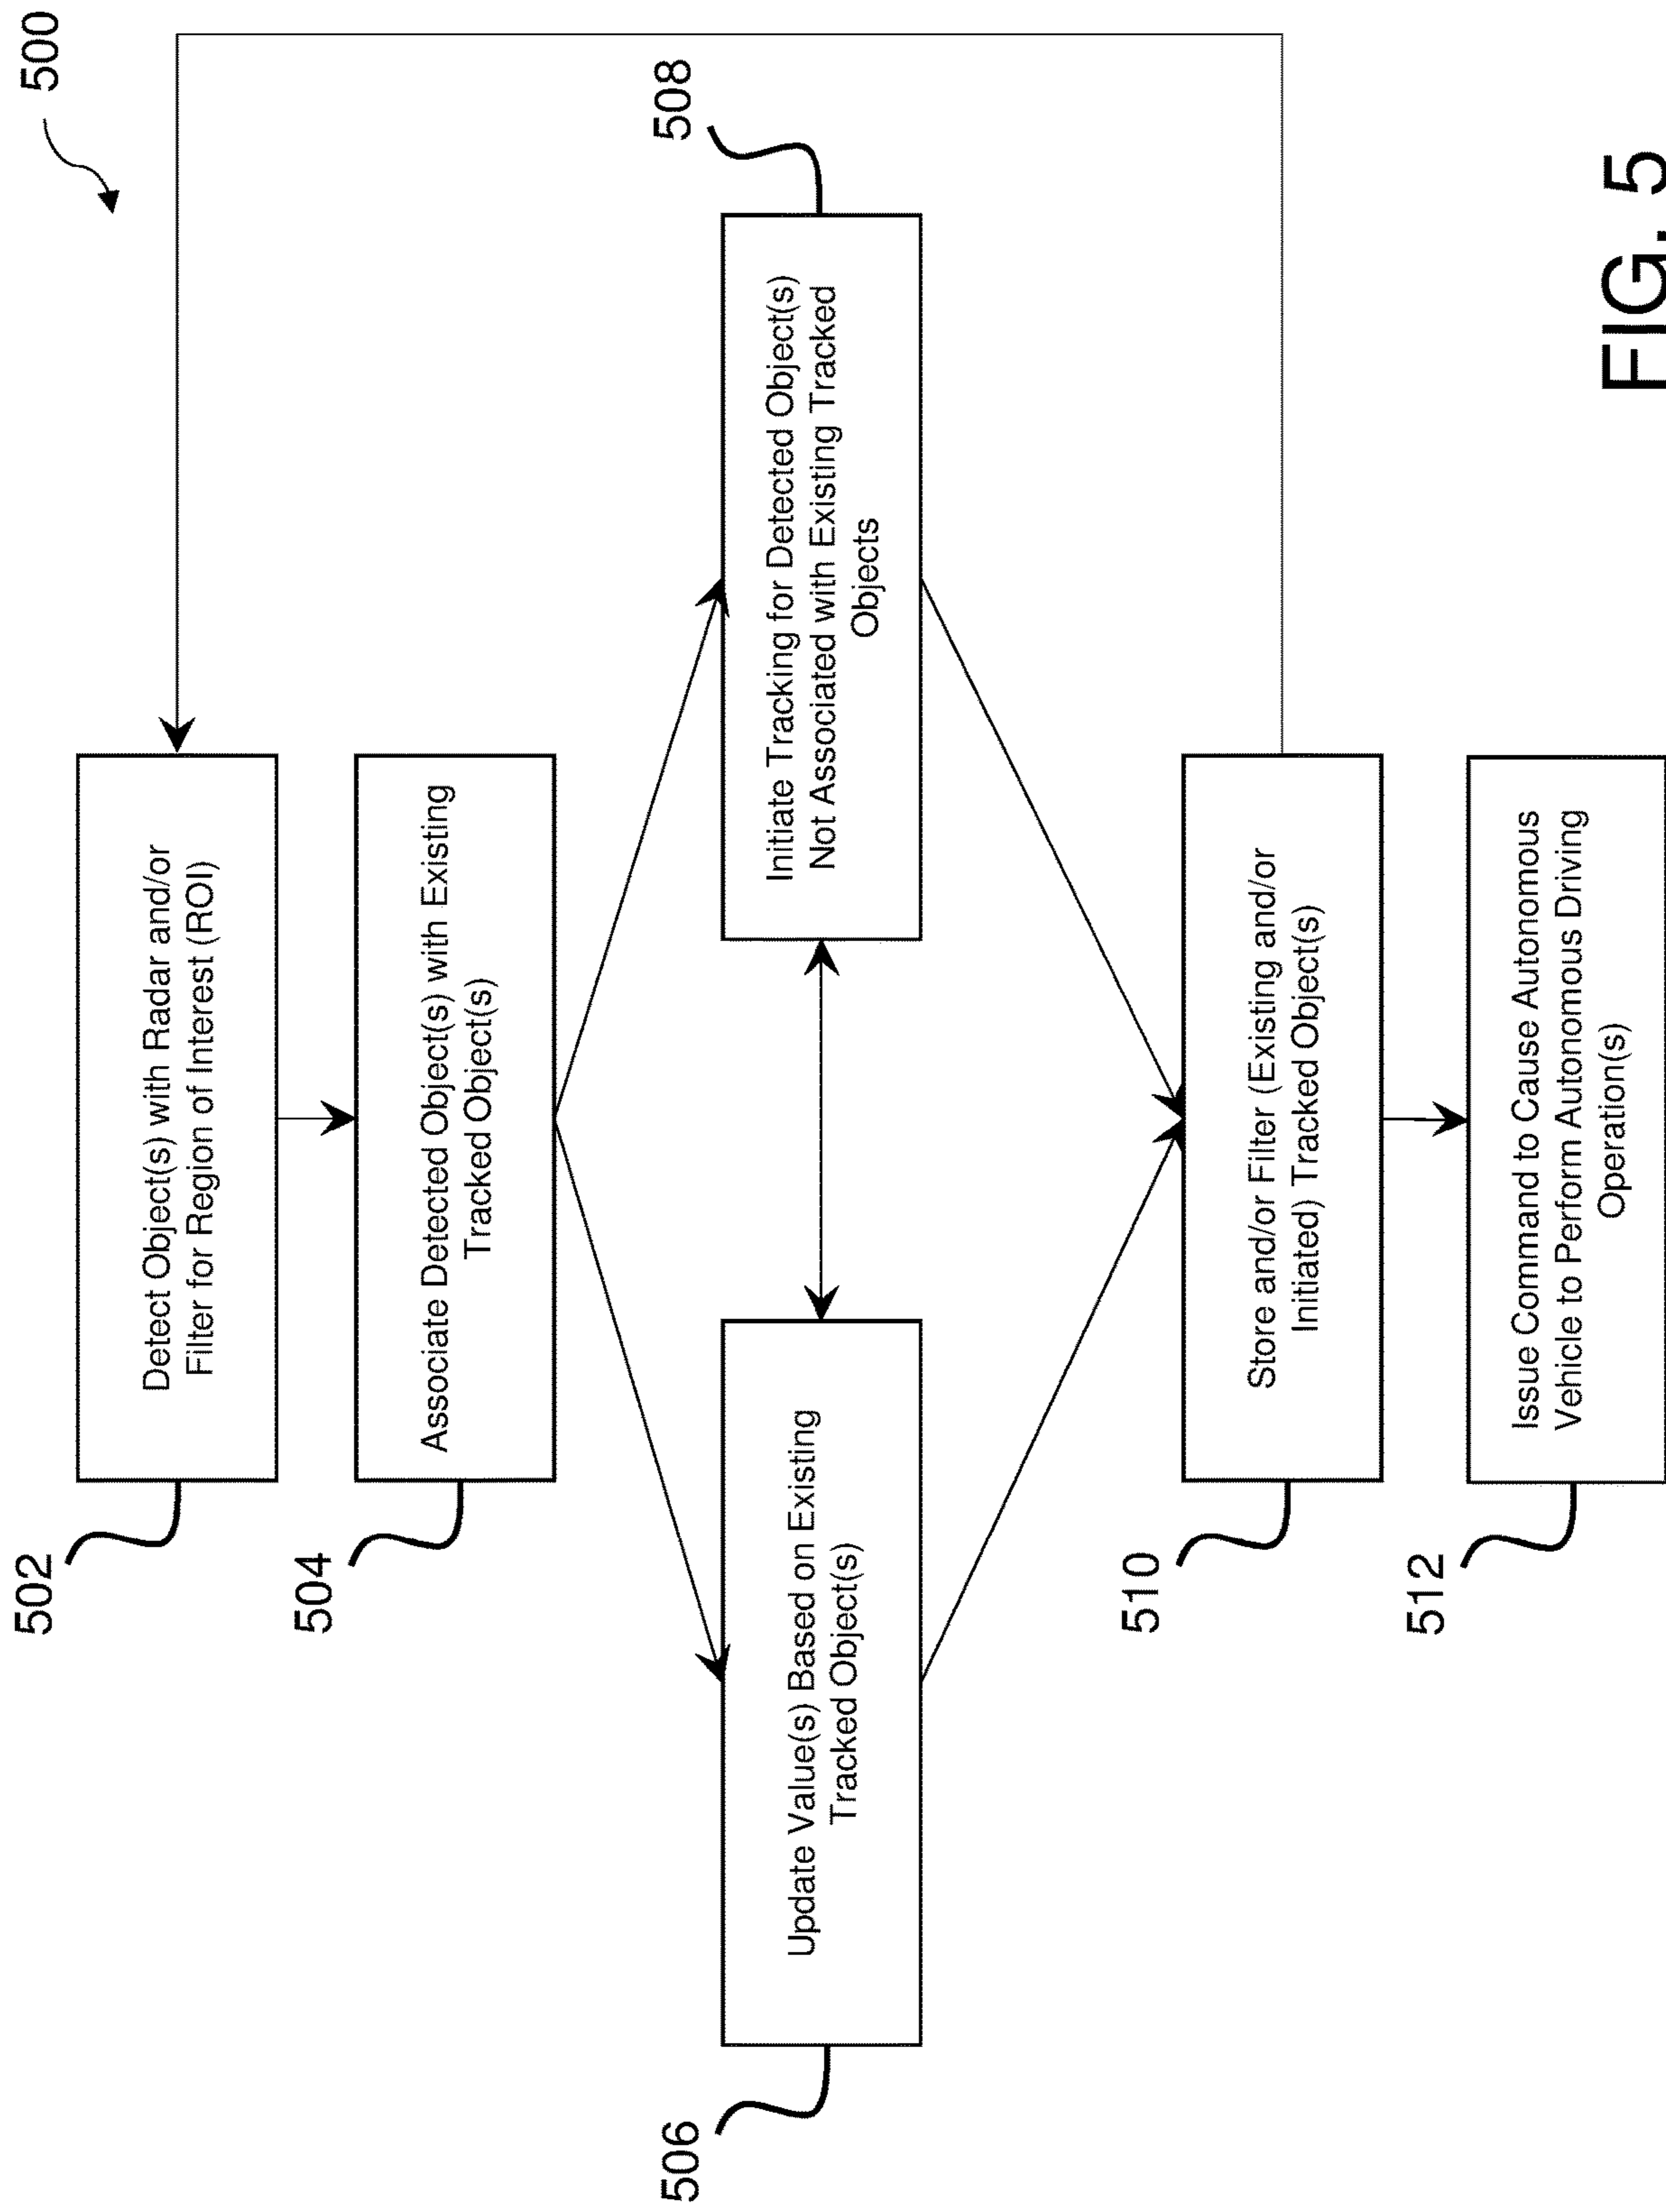 500
502
Detect Object(s) with Radar and/or
Filter for Region of Interest (ROI)
504
Associate Detected Object(s) with Existing
Tracked Object(s)
506
Update Value(s) Based on Existing
Tracked Object(s)
508
Initiate Tracking for Detected Object(s)
Not Associated with Existing Tracked
Objects
510
Store and/or Filter (Existing and/or
Initiated) Tracked Object(s)
512
Issue Command to Cause Autonomous
Vehicle to Perform Autonomous Driving
Operation(s)
FIG. 5